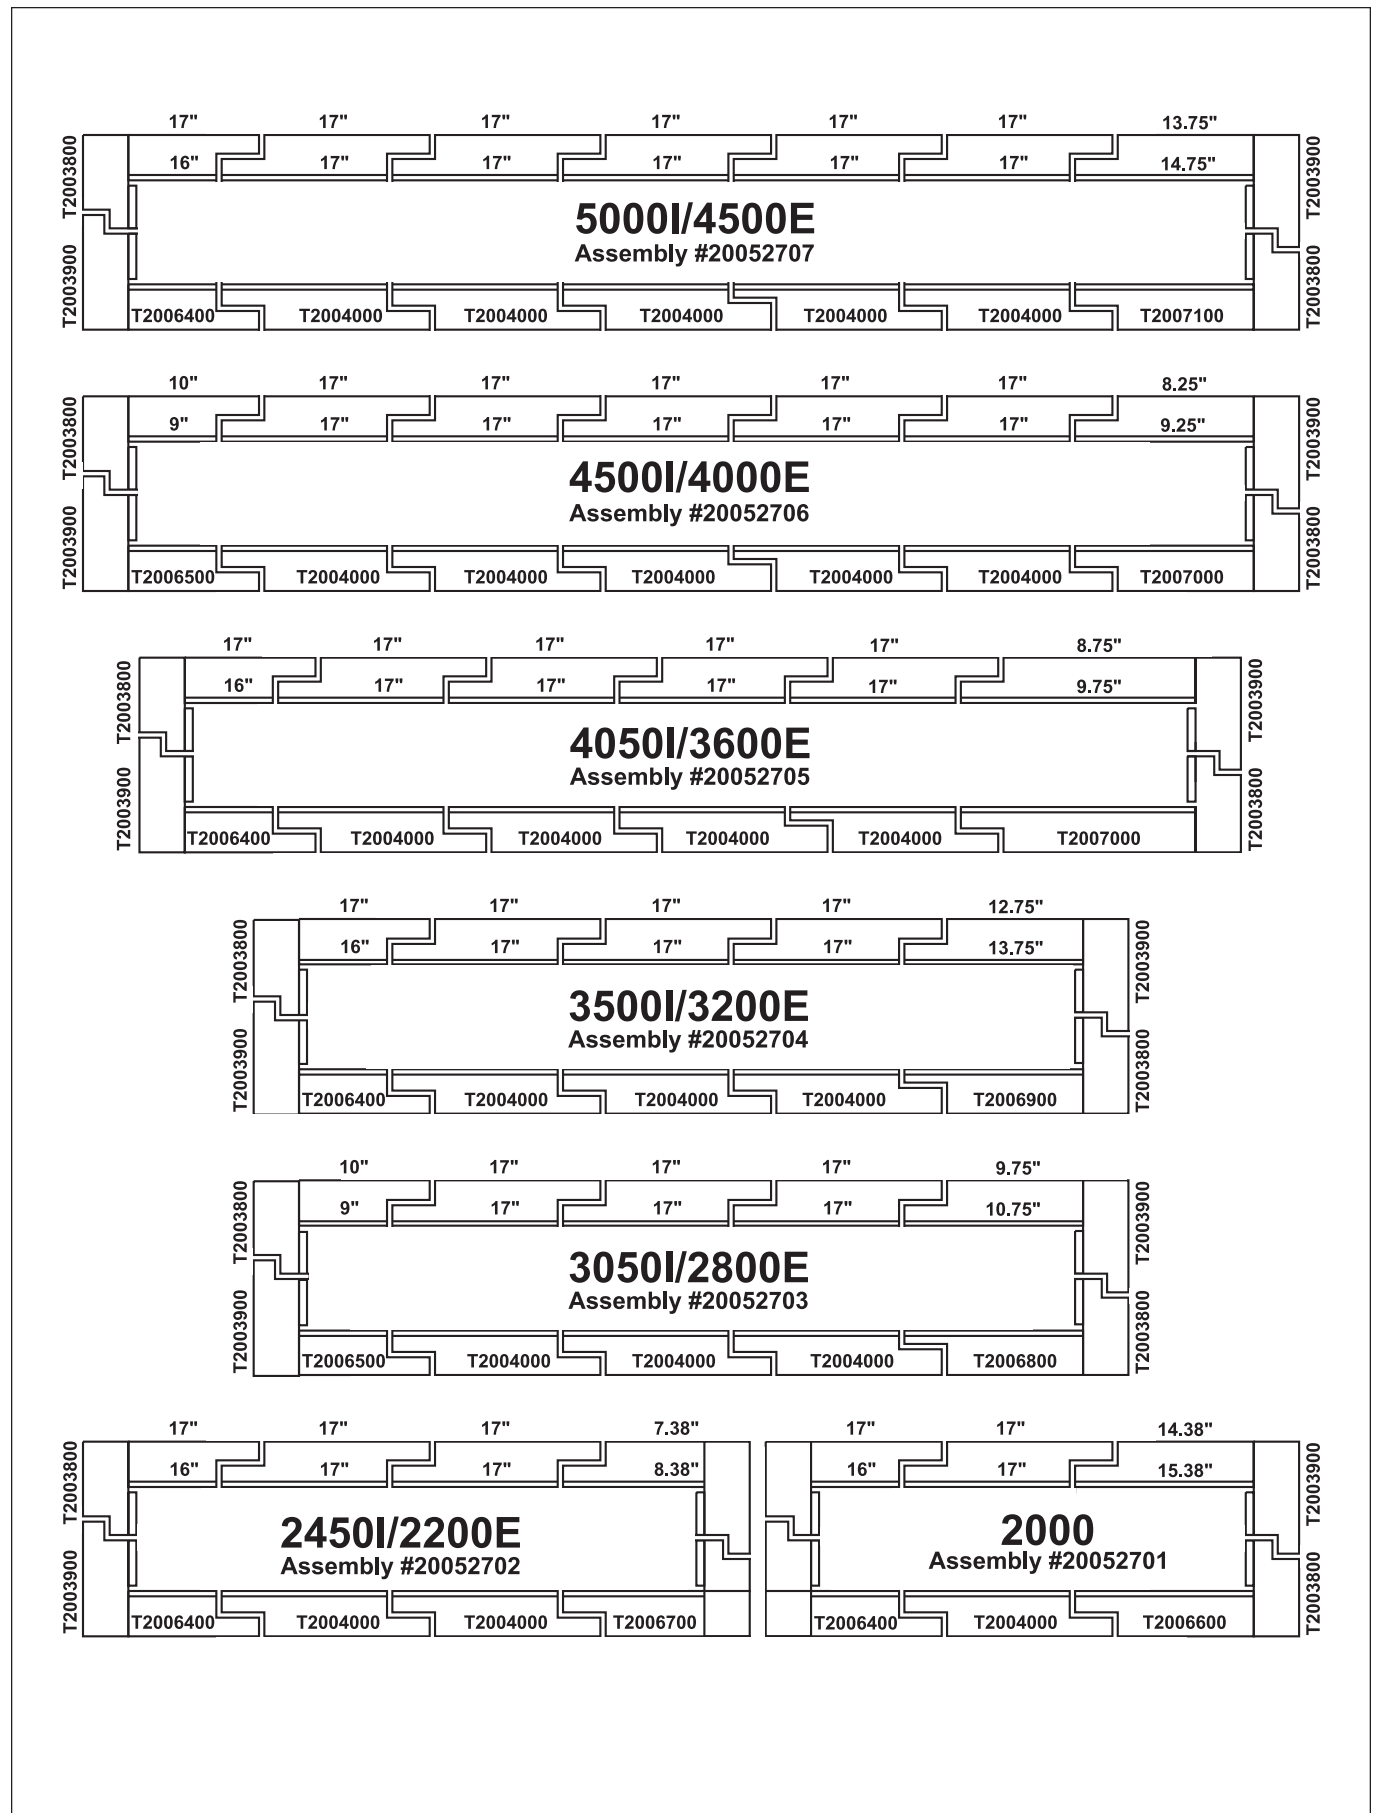 17" 17" 17" 17" 17" 17" 13.75"
16" 17" 17" 17" 17" 17" 14.75"
T2003800
T2003900
5000I/4500E
Assembly #20052707
T2003900
T2003800
T2006400 T2004000 T2004000 T2004000 T2004000 T2004000 T2007100
10" 17" 17" 17" 17" 17" 8.25"
9" 17" 17" 17" 17" 17" 9.25"
T2003800
T2003900
4500I/4000E
Assembly #20052706
T2003900
T2003800
T2006500 T2004000 T2004000 T2004000 T2004000 T2004000 T2007000
17" 17" 17" 17" 17" 8.75"
16" 17" 17" 17" 17" 9.75"
T2003800
T2003900
4050I/3600E
Assembly #20052705
T2003900
T2003800
T2006400 T2004000 T2004000 T2004000 T2004000 T2007000
17" 17" 17" 17" 12.75"
16" 17" 17" 17" 13.75"
T2003800
T2003900
3500I/3200E
Assembly #20052704
T2003900
T2003800
T2006400 T2004000 T2004000 T2004000 T2006900
10" 17" 17" 17" 9.75"
9" 17" 17" 17" 10.75"
T2003800
T2003900
3050I/2800E
Assembly #20052703
T2003900
T2003800
T2006500 T2004000 T2004000 T2004000 T2006800
17" 17" 17" 7.38"
16" 17" 17" 8.38"
T2003800
T2003900
2450I/2200E
Assembly #20052702
T2006400 T2004000 T2004000 T2006700
17" 17" 14.38"
16" 17" 15.38"
2000
Assembly #20052701
T2003900
T2003800
T2006400 T2004000 T2006600